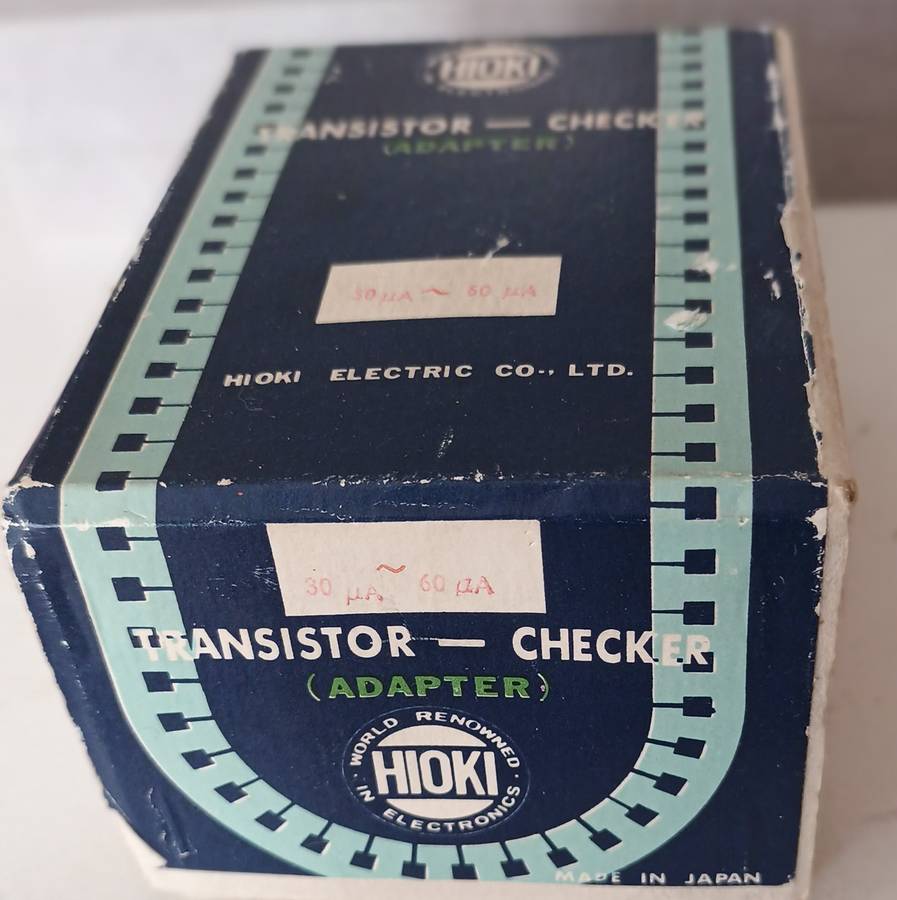 HIOKI
TRANSISTOR — CHECKER
(ADAPTER)
30 μA ~ 60 μA
HIOKI ELECTRIC CO., LTD.
30 μA ~ 60 μA
TRANSISTOR — CHECKER
(ADAPTER)
WORLD RENOWNED
HIOKI
IN ELECTRONICS
MADE IN JAPAN